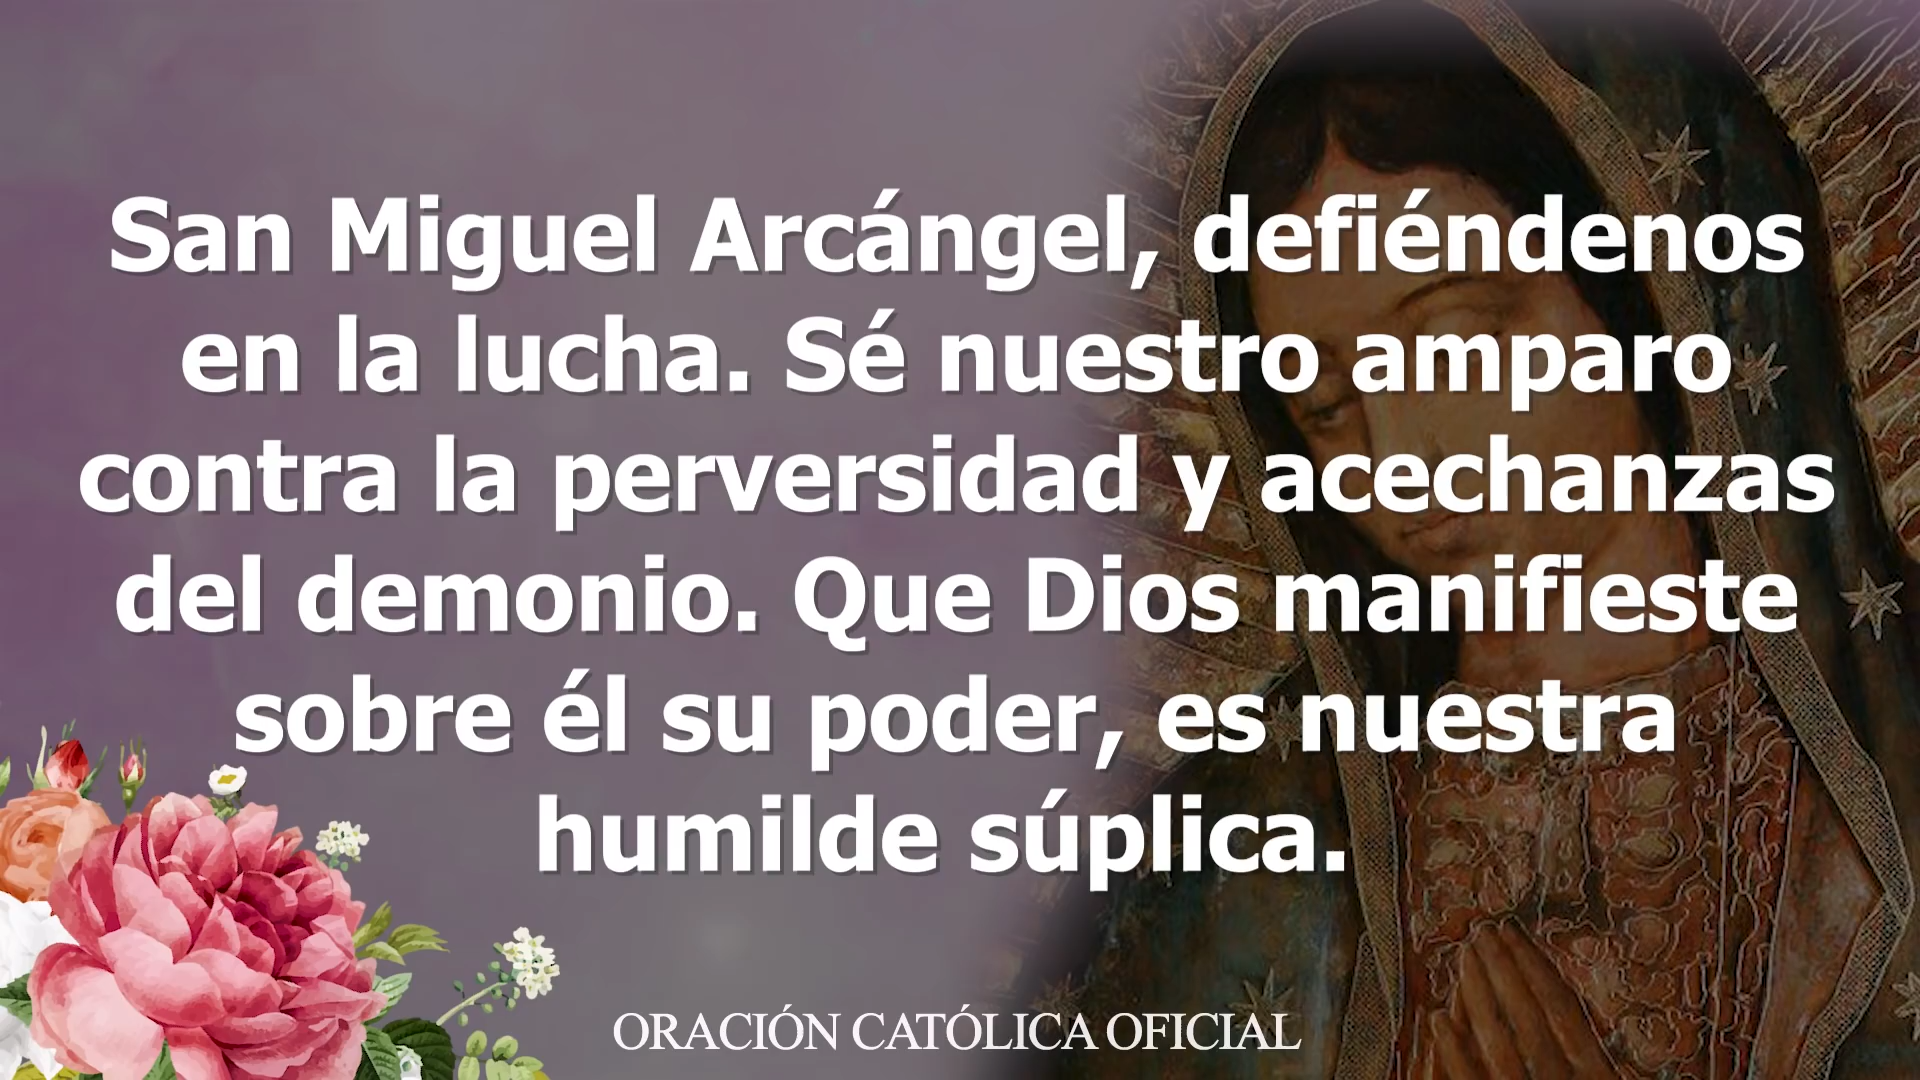 San Miguel Arcángel, defiéndenos
en la lucha. Sé nuestro amparo
contra la perversidad y acechanzas
del demonio. Que Dios manifieste
sobre él su poder, es nuestra
humilde súplica.
ORACIÓN CATÓLICA OFICIAL